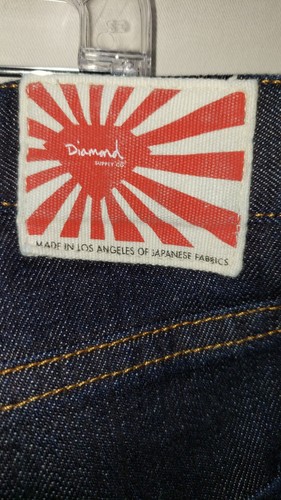 Diamond
SUPPLY CO.
MADE IN LOS ANGELES OF JAPANESE FABRICS